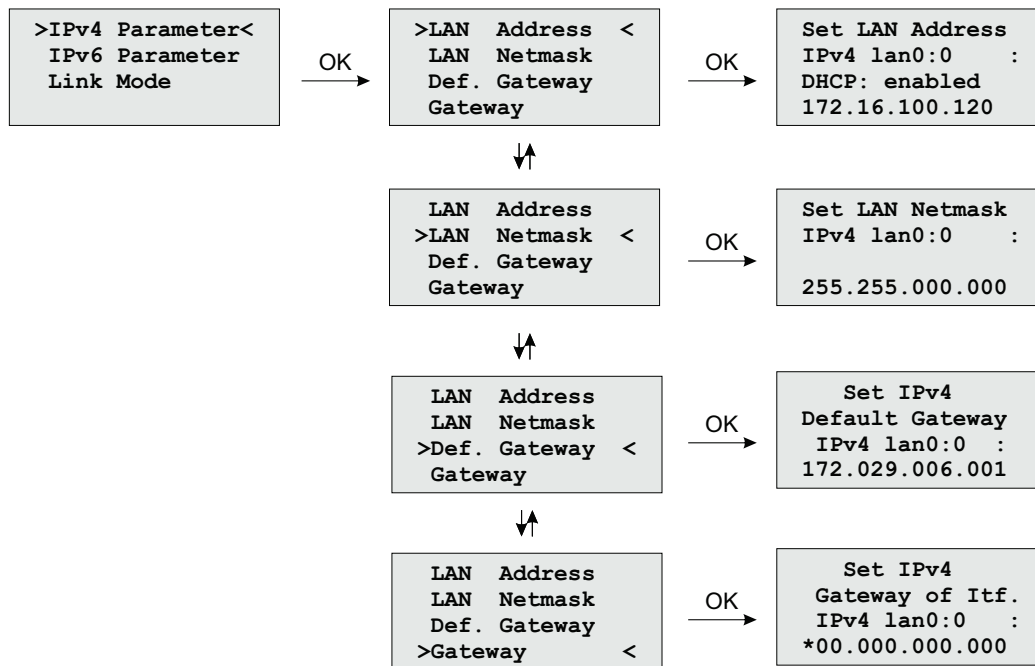 >IPv4 Parameter<
IPv6 Parameter
Link Mode
OK
>LAN Address <
LAN Netmask
Def. Gateway
Gateway
OK
Set LAN Address
IPv4 lan0:0 :
DHCP: enabled
172.16.100.120
LAN Address
>LAN Netmask <
Def. Gateway
Gateway
OK
Set LAN Netmask
IPv4 lan0:0 :
255.255.000.000
LAN Address
LAN Netmask
>Def. Gateway <
Gateway
OK
Set IPv4
Default Gateway
IPv4 lan0:0 :
172.029.006.001
LAN Address
LAN Netmask
Def. Gateway
>Gateway <
OK
Set IPv4
Gateway of Itf.
IPv4 lan0:0 :
*00.000.000.000